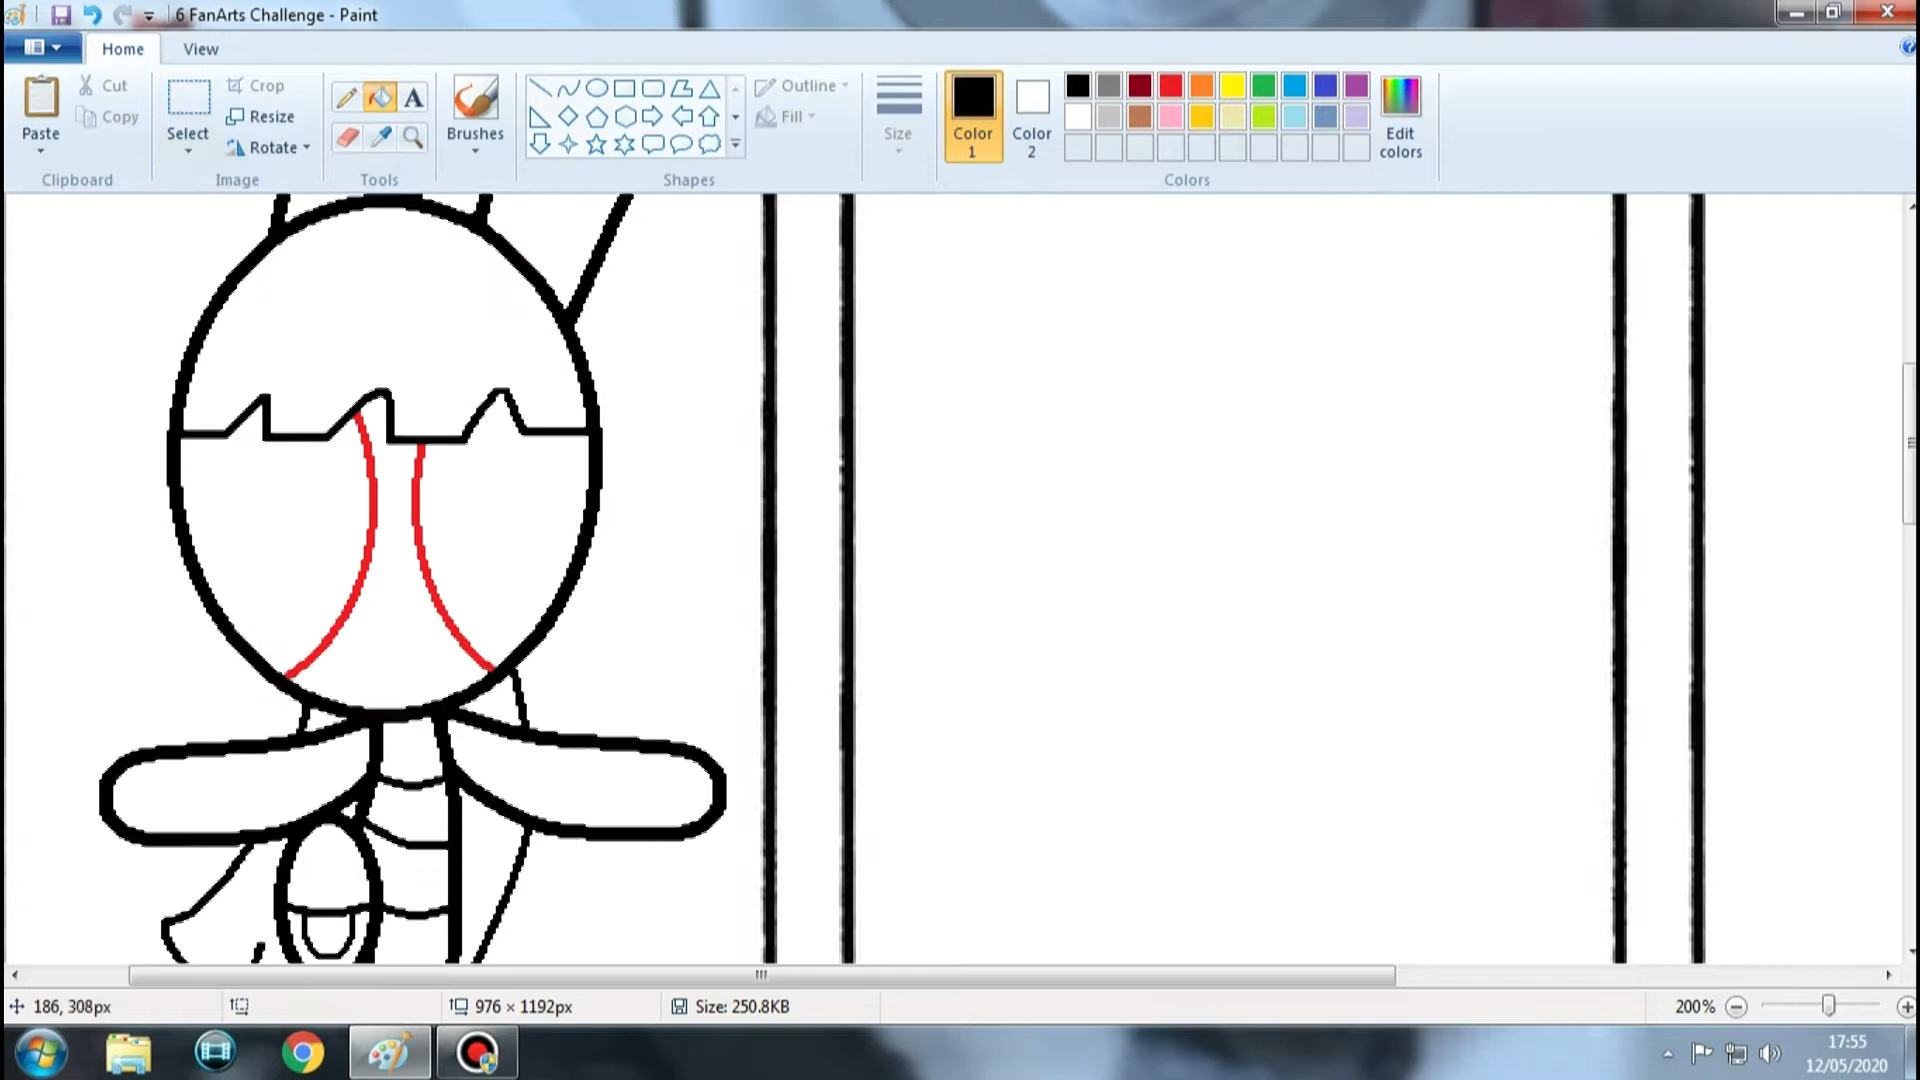 6 FanArts Challenge - Paint
Home View
Paste
Cut
Copy
Clipboard
Select
Crop
Resize
Rotate
Image
A
Tools
Brushes
Outline
Fill
Shapes
Size
Color
1
Color
2
Edit
colors
Colors
186, 308px
976 × 1192px
Size: 250.8KB
200%
17:55
12/05/2020